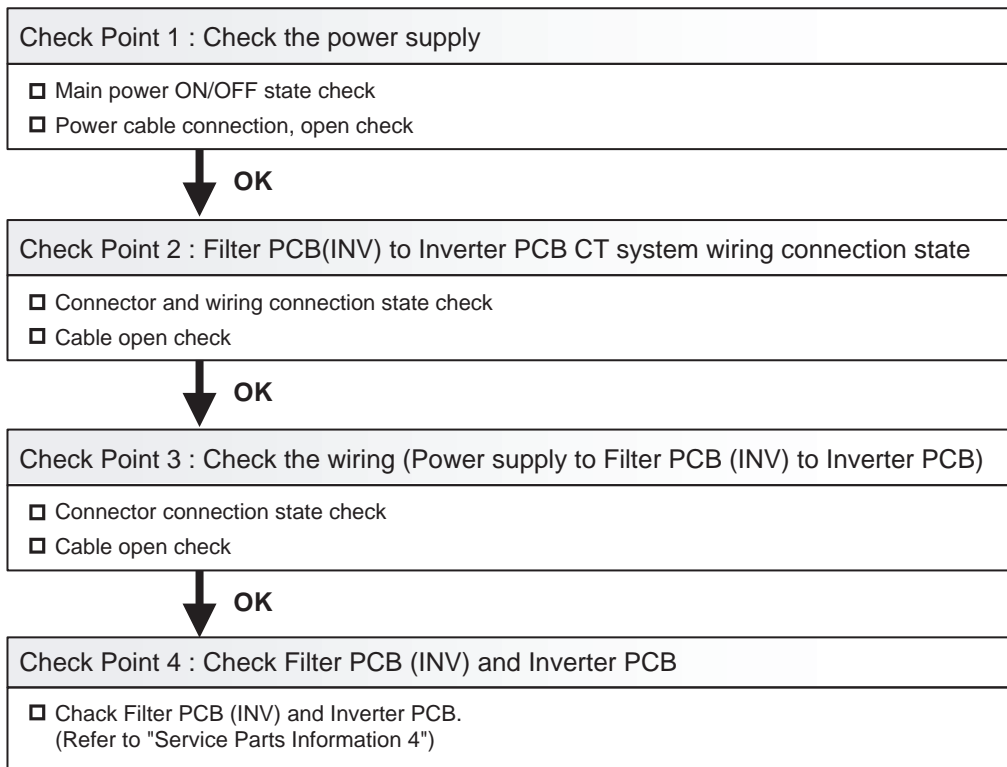 Check Point 1 : Check the power supply
Main power ON/OFF state check
Power cable connection, open check
OK
Check Point 2 : Filter PCB(INV) to Inverter PCB CT system wiring connection state
Connector and wiring connection state check
Cable open check
OK
Check Point 3 : Check the wiring (Power supply to Filter PCB (INV) to Inverter PCB)
Connector connection state check
Cable open check
OK
Check Point 4 : Check Filter PCB (INV) and Inverter PCB
Chack Filter PCB (INV) and Inverter PCB.
(Refer to "Service Parts Information 4")